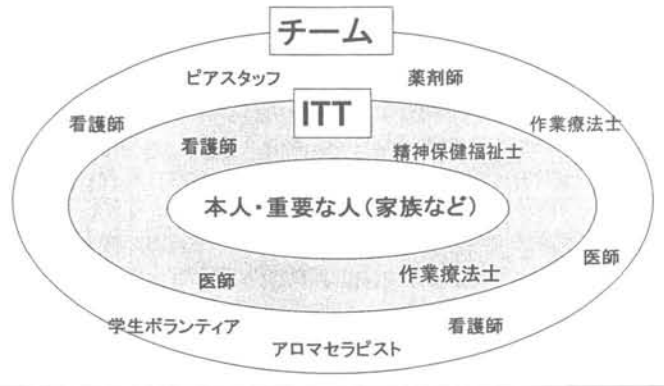 チーム
ピアスタッフ
薬剤師
看護師
ITT
作業療法士
看護師
精神保健福祉士
本人・重要な人（家族など）
医師
医師
作業療法士
学生ボランティア
看護師
アロマセラピスト